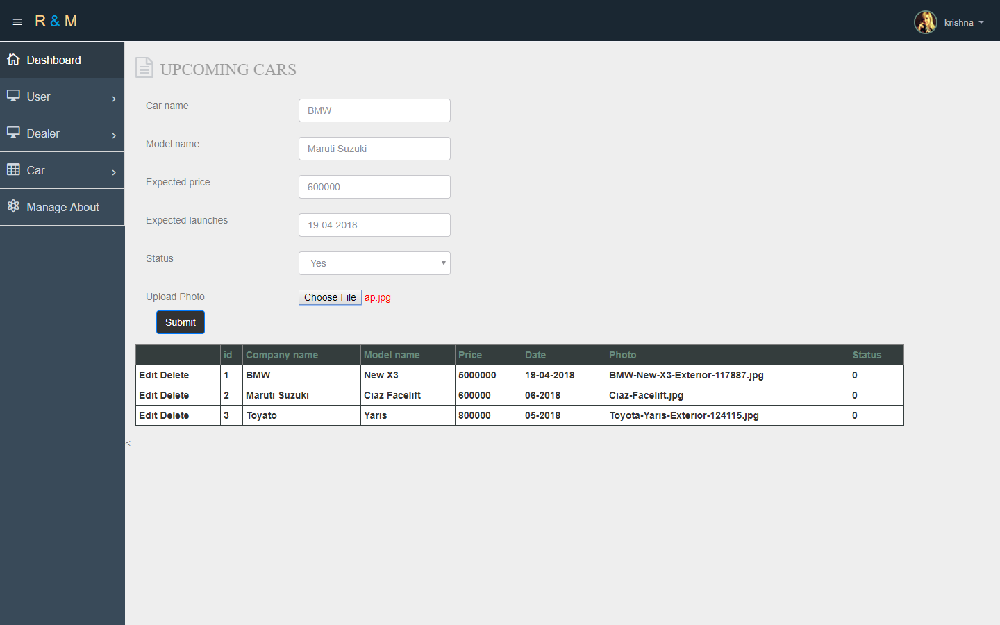 R & M
krishna
Dashboard
User
Dealer
Car
Manage About
UPCOMING CARS
Car name BMW
Model name Maruti Suzuki
Expected price 600000
Expected launches 19-04-2018
Status Yes
Upload Photo Choose File ap.jpg
Submit
id Company name Model name Price Date Photo Status
Edit Delete 1 BMW New X3 5000000 19-04-2018 BMW-New-X3-Exterior-117887.jpg 0
Edit Delete 2 Maruti Suzuki Ciaz Facelift 600000 06-2018 Ciaz-Facelift.jpg 0
Edit Delete 3 Toyato Yaris 800000 05-2018 Toyota-Yaris-Exterior-124115.jpg 0
<